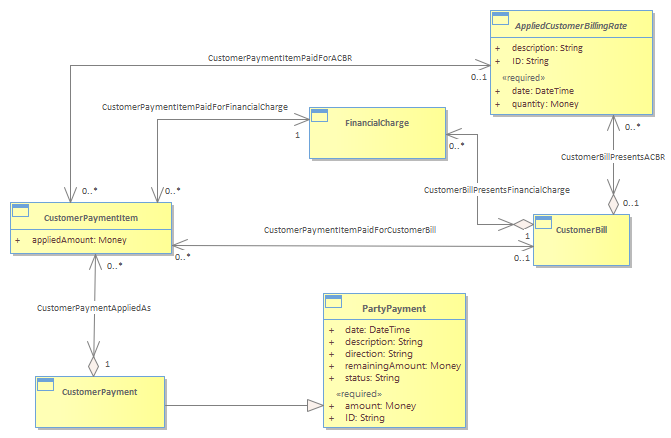 AppliedCustomerBillingRate
+ description: String
+ ID: String
«required»
+ date: DateTime
+ quantity: Money
CustomerPaymentItemPaidForACBR
0..1
CustomerPaymentItemPaidForFinancialCharge
1
FinancialCharge
0..*
0..*
CustomerBillPresentsACBR
CustomerBillPresentsFinancialCharge
0..*
0..*
0..1
1
CustomerPaymentItem
+ appliedAmount: Money
CustomerBill
CustomerPaymentItemPaidForCustomerBill
0..*
0..1
0..*
CustomerPaymentAppliedAs
1
PartyPayment
+ date: DateTime
+ description: String
+ direction: String
+ remainingAmount: Money
+ status: String
«required»
+ amount: Money
+ ID: String
CustomerPayment